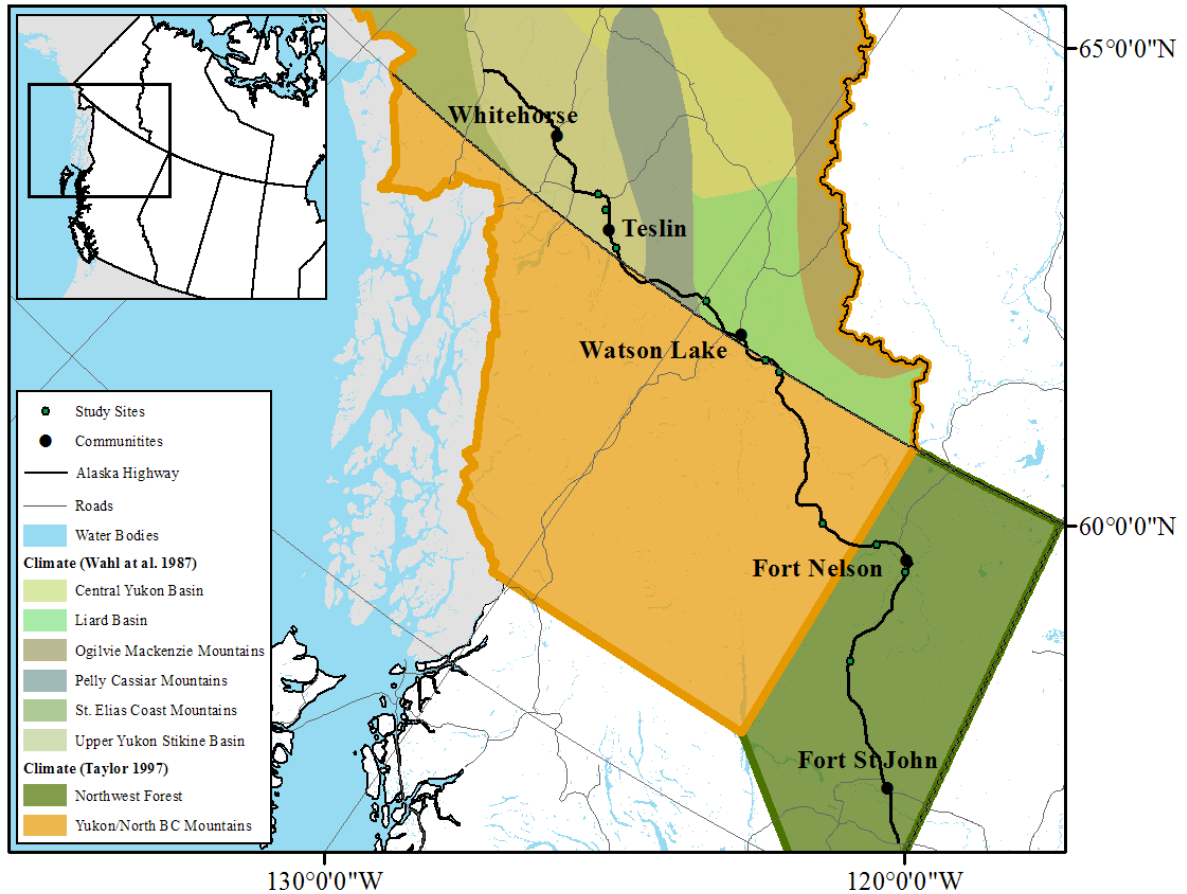 65°0'0"N
Whitehorse
Teslin
Watson Lake
60°0'0"N
Fort Nelson
Fort St John
Study Sites
Communitites
Alaska Highway
Roads
Water Bodies
Climate (Wahl at al. 1987)
Central Yukon Basin
Liard Basin
Ogilvie Mackenzie Mountains
Pelly Cassiar Mountains
St. Elias Coast Mountains
Upper Yukon Stikine Basin
Climate (Taylor 1997)
Northwest Forest
Yukon/North BC Mountains
130°0'0"W
120°0'0"W